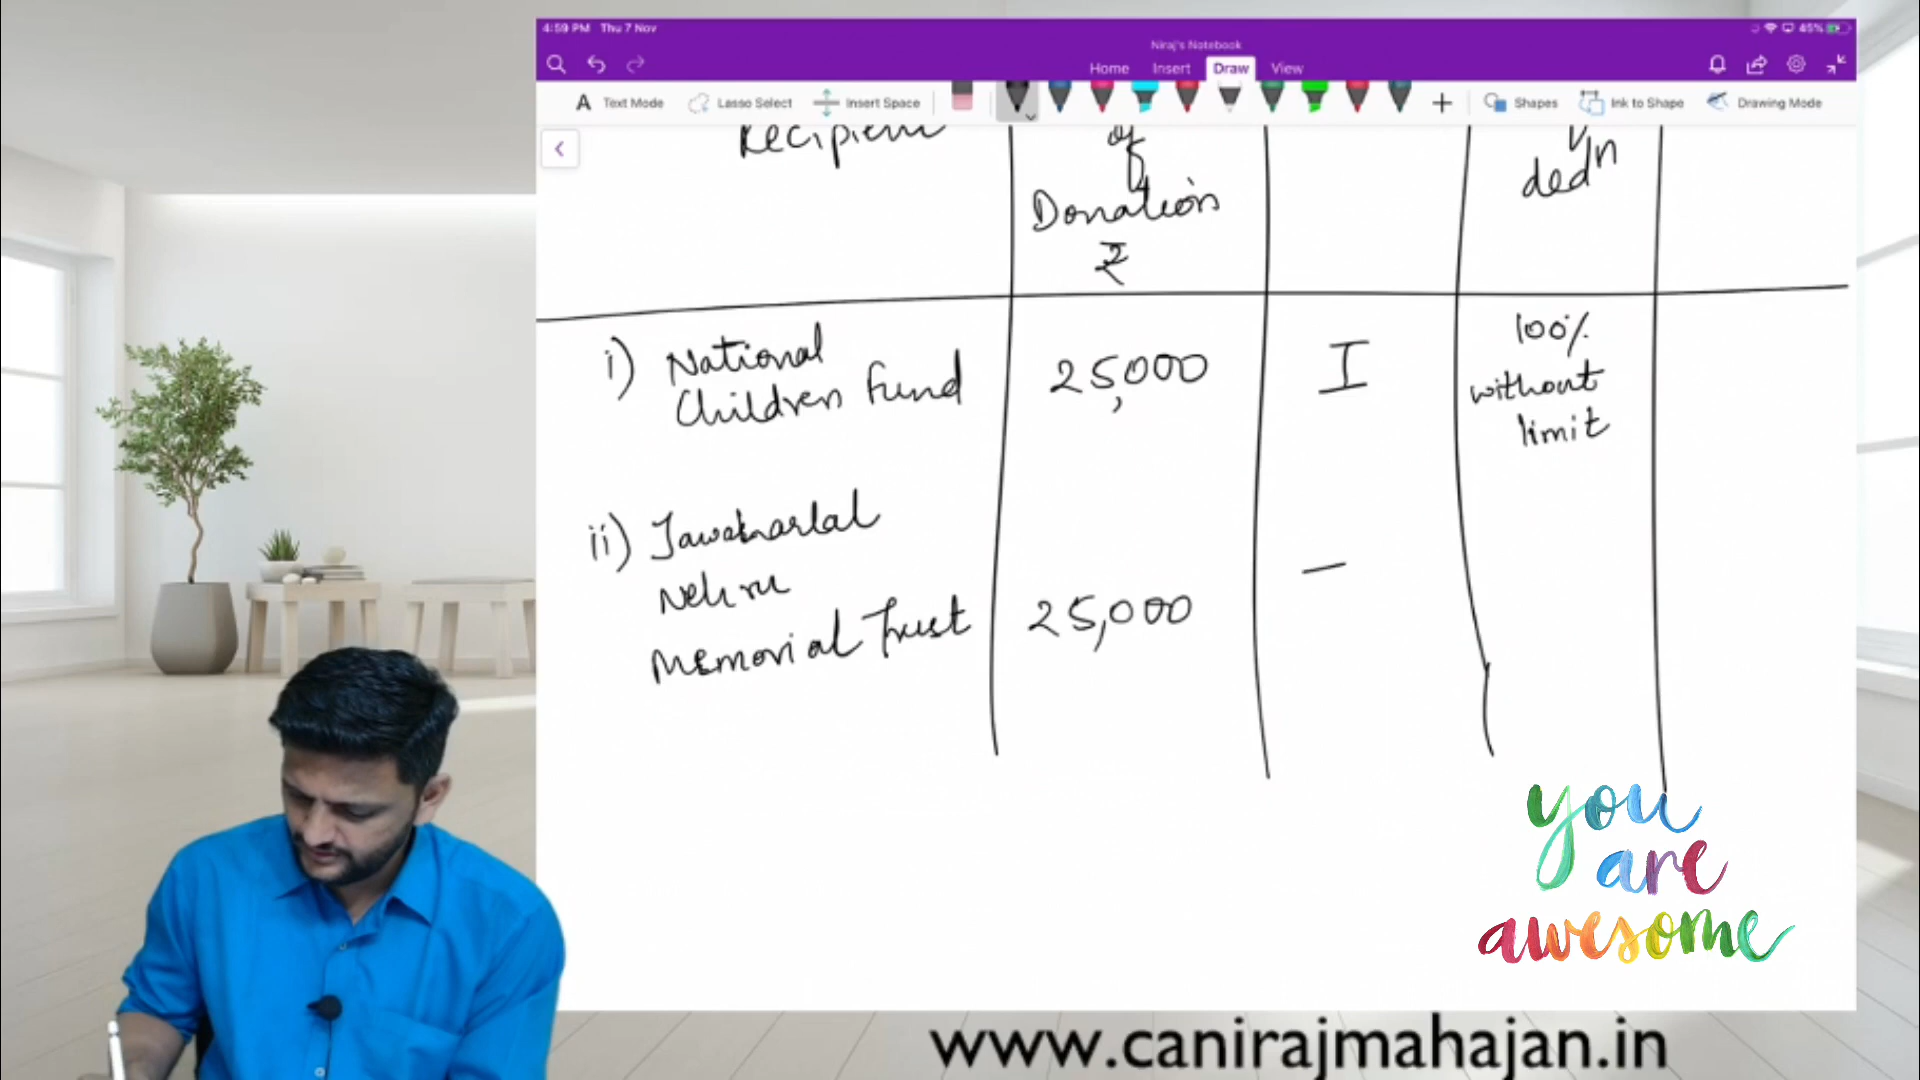 4:59 PM Thu 7 Nov
45%
Niraj's Notebook
Home Insert Draw View
Text Mode Lasso Select Insert Space Shapes Ink to Shape Drawing Mode
Recipient
of
Donation
₹
dedn
i) National
Children Fund
25,000
I
100%
without
limit
ii) Jawaharlal
Nehru
Memorial Trust
25,000
—
you
are
awesome
www.canirajmahajan.in